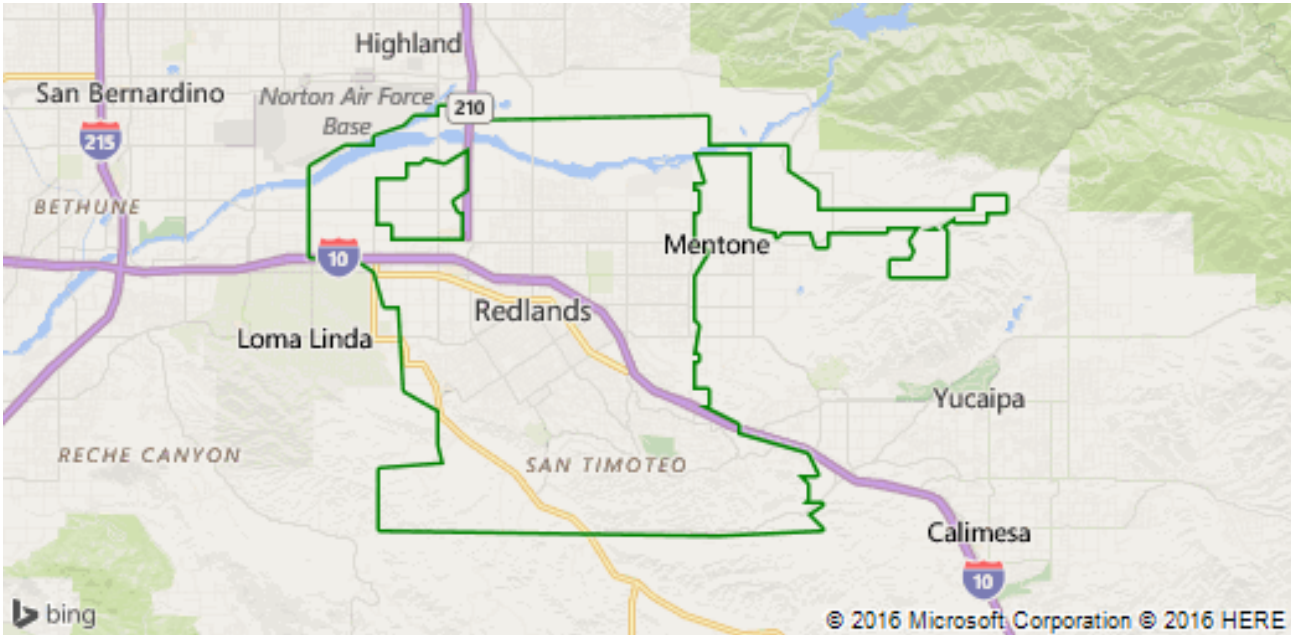 Highland
San Bernardino
Norton Air Force
Base
210
215
BETHUNE
Mentone
10
Redlands
Loma Linda
Yucaipa
RECHE CANYON
SAN TIMOTEO
Calimesa
10
bing
© 2016 Microsoft Corporation © 2016 HERE